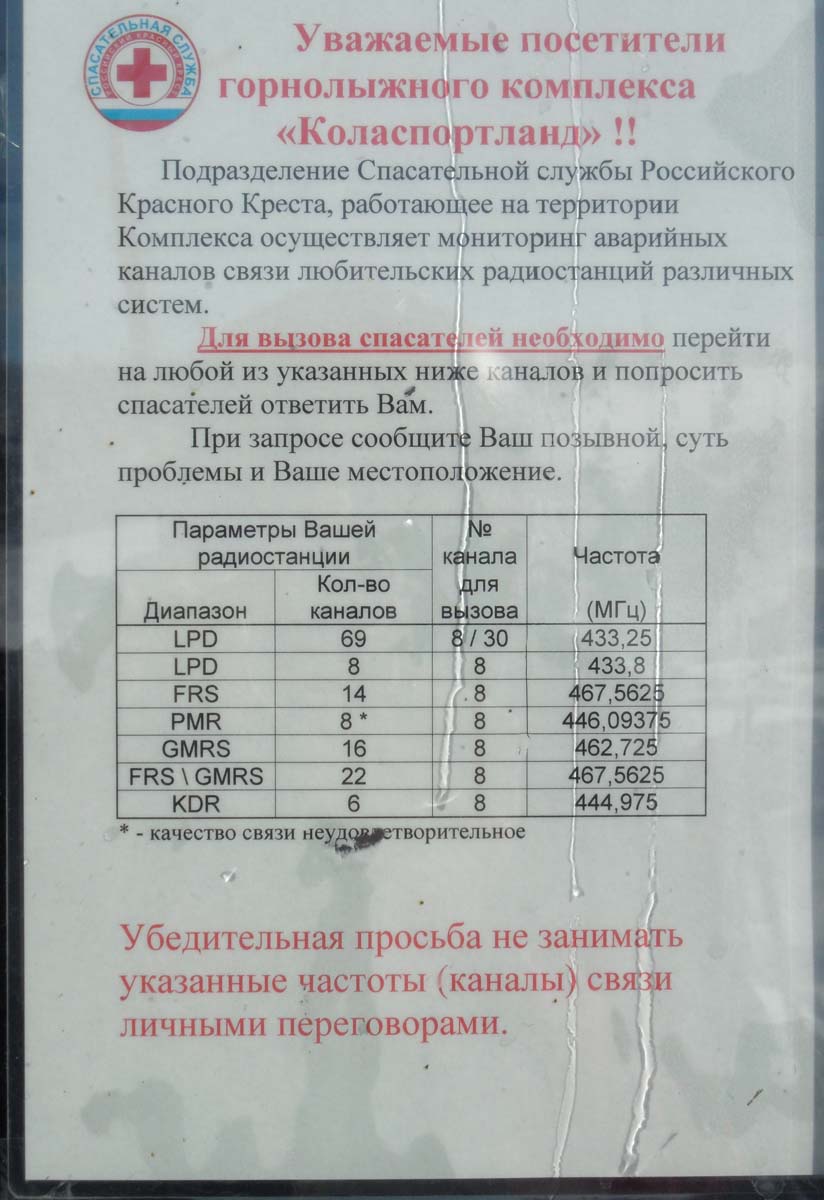 СПАСАТЕЛЬНАЯ СЛУЖБА
РОССИЙСКИЙ КРАСНЫЙ КРЕСТ
Уважаемые посетители
горнолыжного комплекса
«Коласпортланд» !!
Подразделение Спасательной службы Российского
Красного Креста, работающее на территории
Комплекса осуществляет мониторинг аварийных
каналов связи любительских радиостанций различных
систем.
Для вызова спасателей необходимо перейти
на любой из указанных ниже каналов и попросить
спасателей ответить Вам.
При запросе сообщите Ваш позывной, суть
проблемы и Ваше местоположение.
Параметры Вашей радиостанции № канала для вызова Частота (МГц)
Диапазон Кол-во каналов
LPD 69 8 / 30 433,25
LPD 8 8 433,8
FRS 14 8 467,5625
PMR 8 * 8 446,09375
GMRS 16 8 462,725
FRS \ GMRS 22 8 467,5625
KDR 6 8 444,975
* - качество связи неудовлетворительное
Убедительная просьба не занимать
указанные частоты (каналы) связи
личными переговорами.